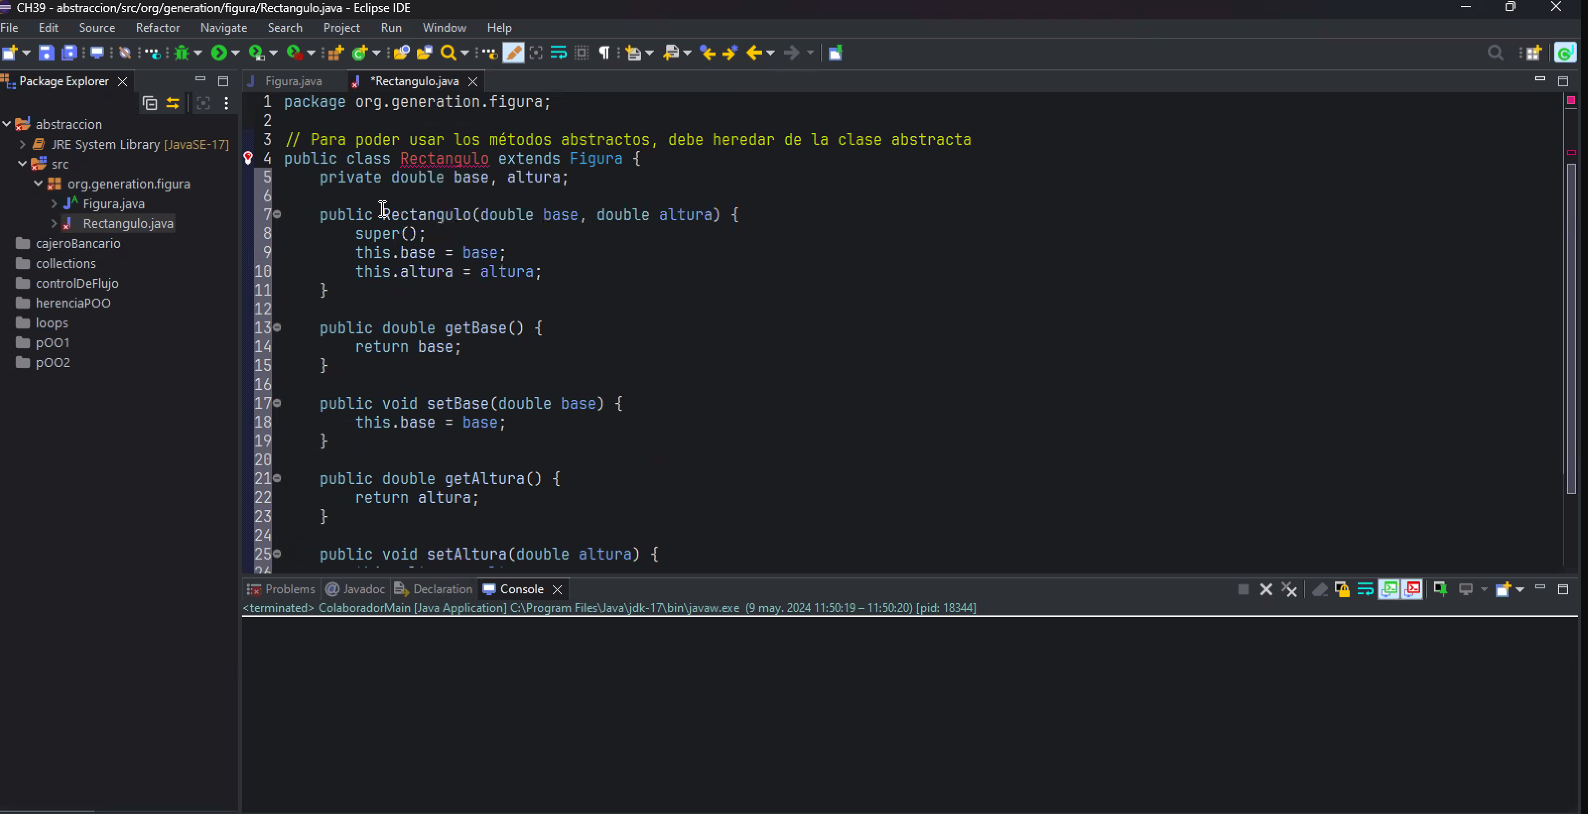 CH39 - abstraccion/src/org/generation/figura/Rectangulo.java - Eclipse IDE
File Edit Source Refactor Navigate Search Project Run Window Help
Package Explorer
Figura.java
*Rectangulo.java
abstraccion
JRE System Library [JavaSE-17]
src
org.generation.figura
Figura.java
Rectangulo.java
cajeroBancario
collections
controlDeFlujo
herenciaPOO
loops
pOO1
pOO2
1 package org.generation.figura;
2
3 // Para poder usar los métodos abstractos, debe heredar de la clase abstracta
4 public class Rectangulo extends Figura {
5 private double base, altura;
6
7 public Rectangulo(double base, double altura) {
8 super();
9 this.base = base;
10 this.altura = altura;
11 }
12
13 public double getBase() {
14 return base;
15 }
16
17 public void setBase(double base) {
18 this.base = base;
19 }
20
21 public double getAltura() {
22 return altura;
23 }
24
25 public void setAltura(double altura) {
Problems @ Javadoc Declaration Console
<terminated> ColaboradorMain [Java Application] C:\Program Files\Java\jdk-17\bin\javaw.exe (9 may. 2024 11:50:19 – 11:50:20) [pid: 18344]